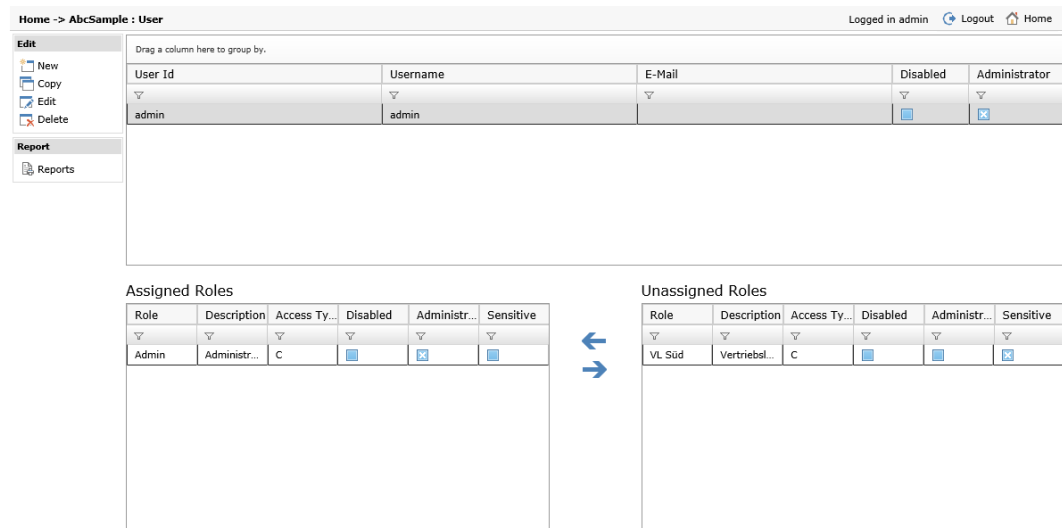 Home -> AbcSample : User
Logged in admin Logout Home
Edit
New
Copy
Edit
Delete
Report
Reports
Drag a column here to group by.
User Id Username E-Mail Disabled Administrator
admin admin
Assigned Roles
Role Description Access Ty... Disabled Administr... Sensitive
Admin Administr... C
Unassigned Roles
Role Description Access Ty... Disabled Administr... Sensitive
VL Süd Vertriebsl... C